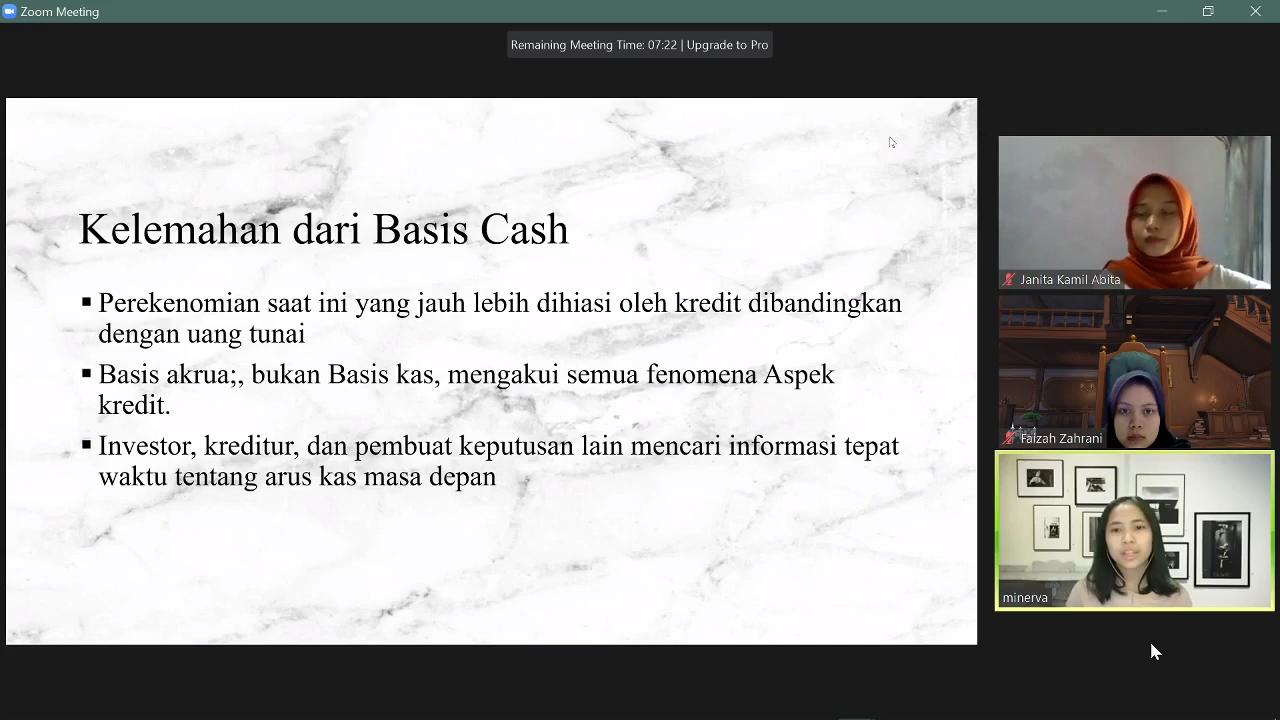 Zoom Meeting
Remaining Meeting Time: 07:22 | Upgrade to Pro
Kelemahan dari Basis Cash
▪ Perekenomian saat ini yang jauh lebih dihiasi oleh kredit dibandingkan
dengan uang tunai
▪ Basis akrua;, bukan Basis kas, mengakui semua fenomena Aspek
kredit.
▪ Investor, kreditur, dan pembuat keputusan lain mencari informasi tepat
waktu tentang arus kas masa depan
Janita Kamil Abita
Faizah Zahrani
minerva